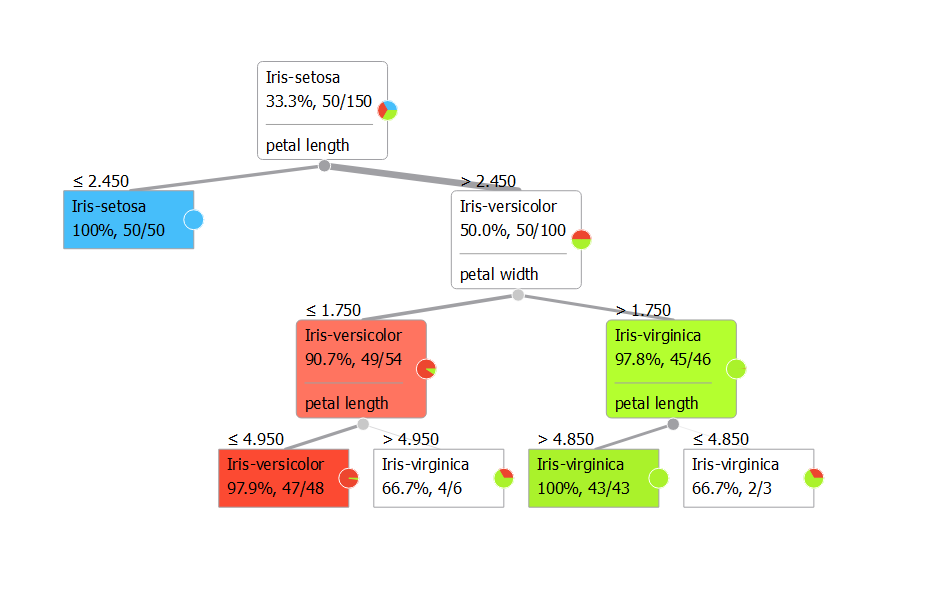 Iris-setosa
33.3%, 50/150
petal length
≤ 2.450
> 2.450
Iris-setosa
100%, 50/50
Iris-versicolor
50.0%, 50/100
petal width
≤ 1.750
> 1.750
Iris-versicolor
90.7%, 49/54
petal length
Iris-virginica
97.8%, 45/46
petal length
≤ 4.950
> 4.950
> 4.850
≤ 4.850
Iris-versicolor
97.9%, 47/48
Iris-virginica
66.7%, 4/6
Iris-virginica
100%, 43/43
Iris-virginica
66.7%, 2/3